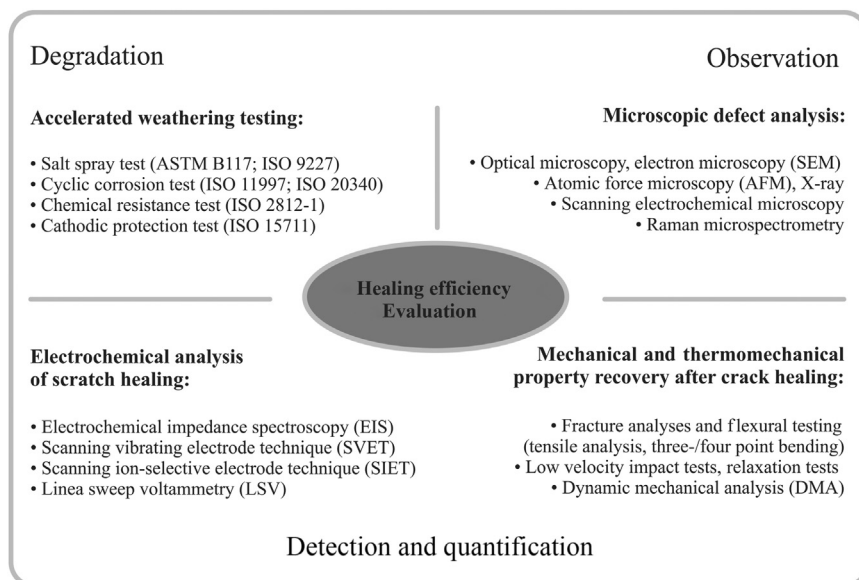 Degradation
Observation
Accelerated weathering testing:
• Salt spray test (ASTM B117; ISO 9227)
• Cyclic corrosion test (ISO 11997; ISO 20340)
• Chemical resistance test (ISO 2812-1)
• Cathodic protection test (ISO 15711)
Microscopic defect analysis:
• Optical microscopy, electron microscopy (SEM)
• Atomic force microscopy (AFM), X-ray
• Scanning electrochemical microscopy
• Raman microspectrometry
Healing efficiency
Evaluation
Electrochemical analysis
of scratch healing:
• Electrochemical impedance spectroscopy (EIS)
• Scanning vibrating electrode technique (SVET)
• Scanning ion-selective electrode technique (SIET)
• Linea sweep voltammetry (LSV)
Mechanical and thermomechanical
property recovery after crack healing:
• Fracture analyses and flexural testing
(tensile analysis, three-/four point bending)
• Low velocity impact tests, relaxation tests
• Dynamic mechanical analysis (DMA)
Detection and quantification